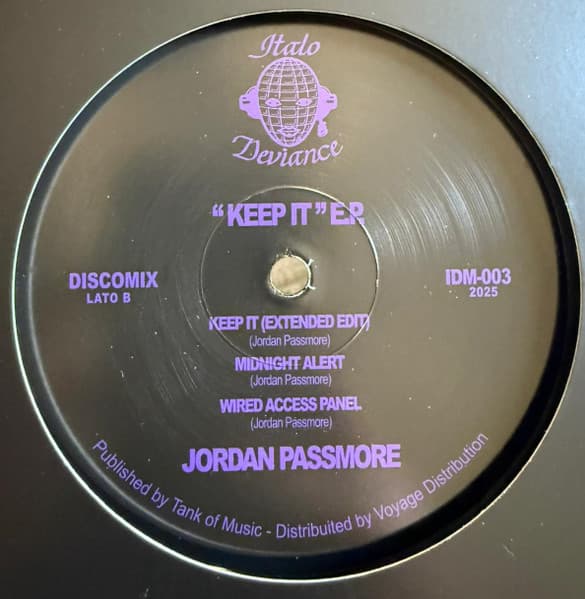 Italo
Deviance
“KEEP IT” E.P.
DISCOMIX
LATO B
IDM-003
2025
KEEP IT (EXTENDED EDIT)
(Jordan Passmore)
MIDNIGHT ALERT
(Jordan Passmore)
WIRED ACCESS PANEL
(Jordan Passmore)
JORDAN PASSMORE
Published by Tank of Music - Distribuited by Voyage Distribution